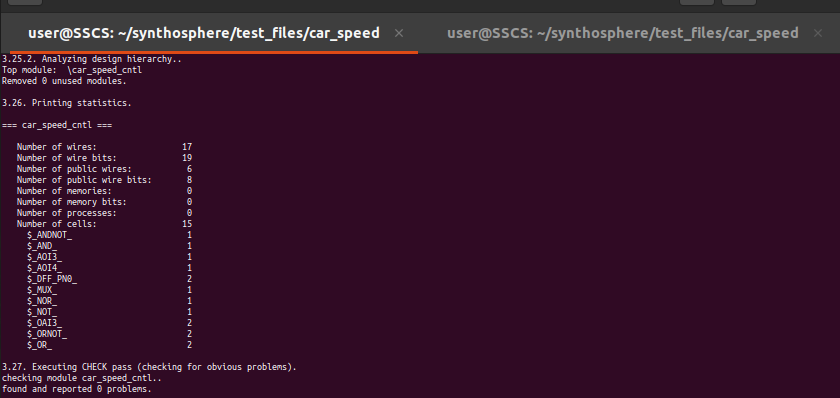 user@SSCS: ~/synthosphere/test_files/car_speed × user@SSCS: ~/synthosphere/test_files/car_speed ×
3.25.2. Analyzing design hierarchy..
Top module:  \car_speed_cntl
Removed 0 unused modules.
3.26. Printing statistics.
=== car_speed_cntl ===
Number of wires: 17
Number of wire bits: 19
Number of public wires: 6
Number of public wire bits: 8
Number of memories: 0
Number of memory bits: 0
Number of processes: 0
Number of cells: 15
$_ANDNOT_ 1
$_AND_ 1
$_AOI3_ 1
$_AOI4_ 1
$_DFF_PN0_ 2
$_MUX_ 1
$_NOR_ 1
$_NOT_ 1
$_OAI3_ 2
$_ORNOT_ 2
$_OR_ 2
3.27. Executing CHECK pass (checking for obvious problems).
checking module car_speed_cntl..
found and reported 0 problems.